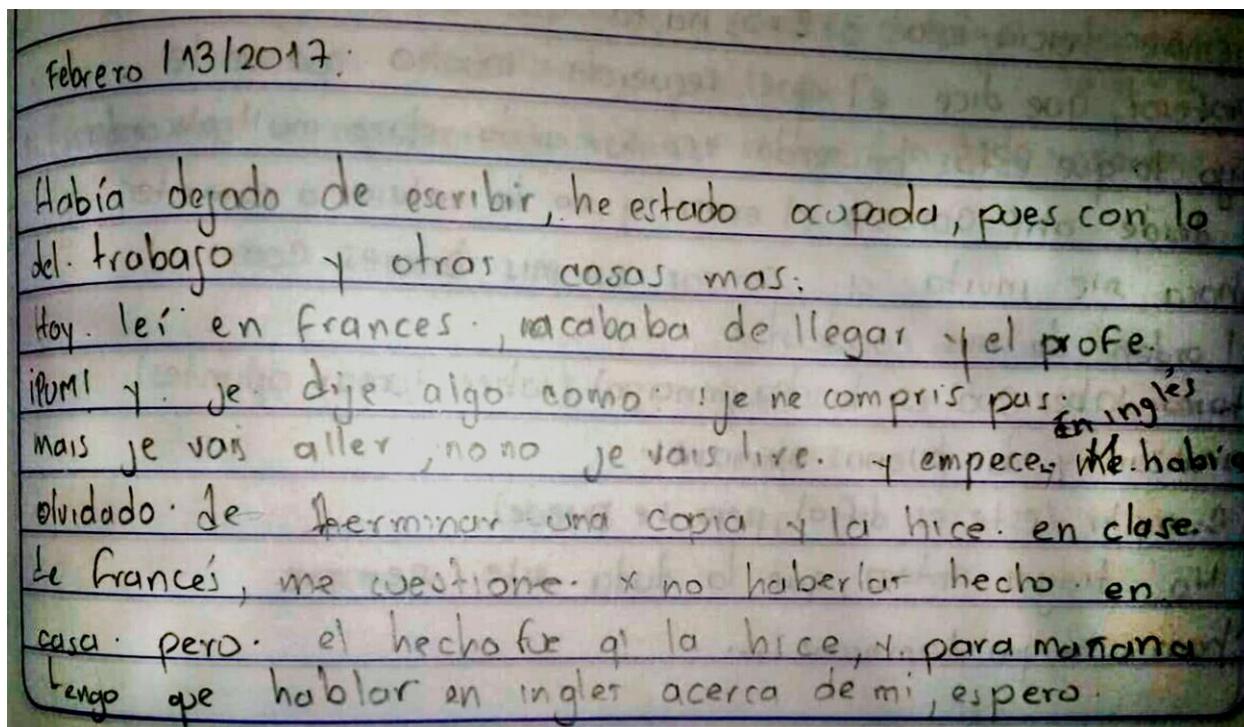 Febrero /13/2017.
Había dejado de escribir, he estado ocupada, pues con lo
del. trabajo y otras cosas mas.
Hoy. leí en frances., acababa de llegar y el profe.
¡PUM! y. je dije algo como: je ne compris pas
En inglés
mais je vais aller, no no je vais lire. y empece, Me. había
olvidado. de terminar una copia y la hice. en clase.
de francés, me cuestione. x no haberlas hecho en
casa. pero. el hecho fue q' la hice, y. para mañana
tengo que hablar en ingles acerca de mi, espero.